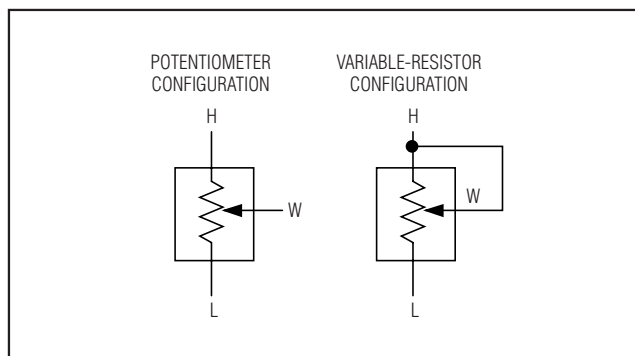 POTENTIOMETER
CONFIGURATION
H
W
L
VARIABLE-RESISTOR
CONFIGURATION
H
W
L